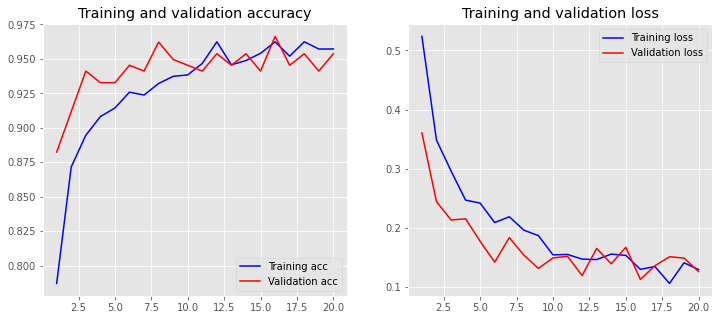 Training and validation accuracy
0.975
0.950
0.925
0.900
0.875
0.850
0.825
0.800
Training acc
Validation acc
2.5 5.0 7.5 10.0 12.5 15.0 17.5 20.0
Training and validation loss
Training loss
Validation loss
0.5
0.4
0.3
0.2
0.1
2.5 5.0 7.5 10.0 12.5 15.0 17.5 20.0